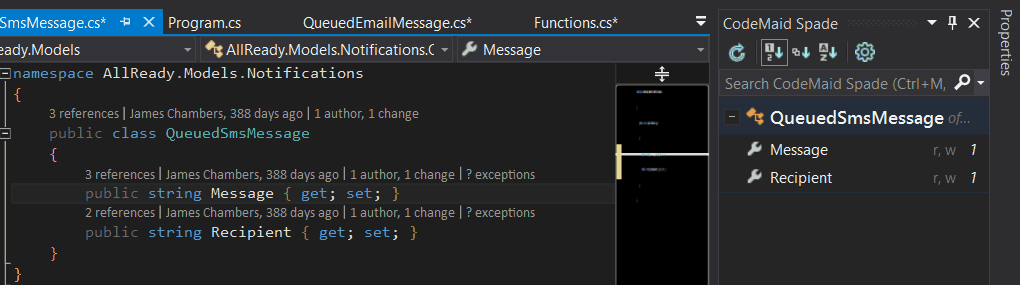 SmsMessage.cs* Program.cs QueuedEmailMessage.cs* Functions.cs*
eady.Models AllReady.Models.Notifications.Q Message
namespace AllReady.Models.Notifications
{
3 references | James Chambers, 388 days ago | 1 author, 1 change
public class QueuedSmsMessage
{
3 references | James Chambers, 388 days ago | 1 author, 1 change | ? exceptions
public string Message { get; set; }
2 references | James Chambers, 388 days ago | 1 author, 1 change | ? exceptions
public string Recipient { get; set; }
}
}
CodeMaid Spade
Search CodeMaid Spade (Ctrl+M,
QueuedSmsMessage of...
Message r, w 1
Recipient r, w 1
Properties